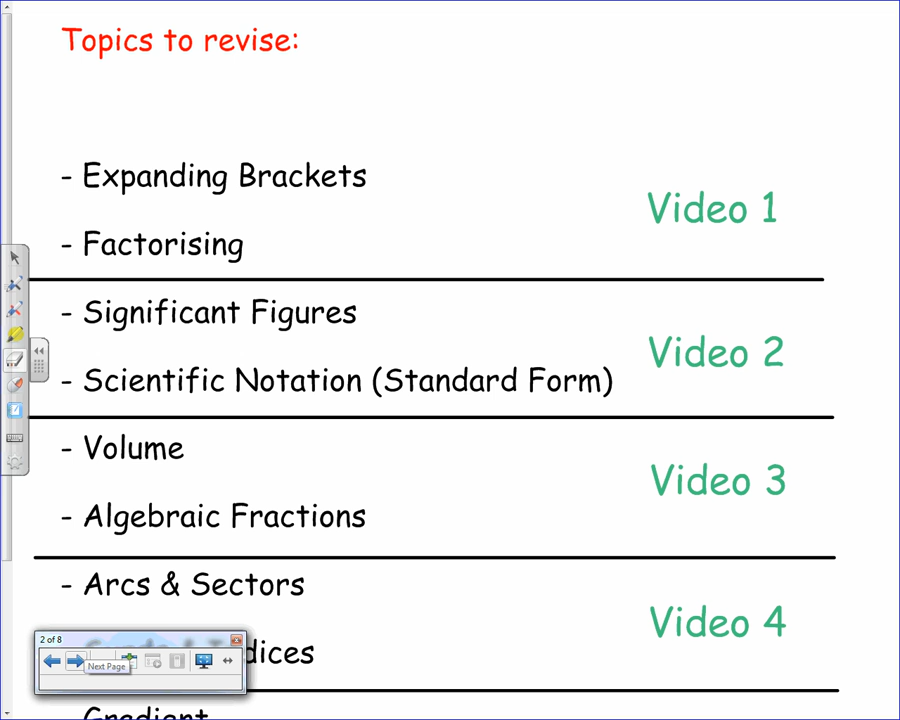 Topics to revise:
- Expanding Brackets
Video 1
- Factorising
- Significant Figures
Video 2
- Scientific Notation (Standard Form)
- Volume
Video 3
- Algebraic Fractions
- Arcs & Sectors
Video 4
2 of 8
Next Page
Gradient